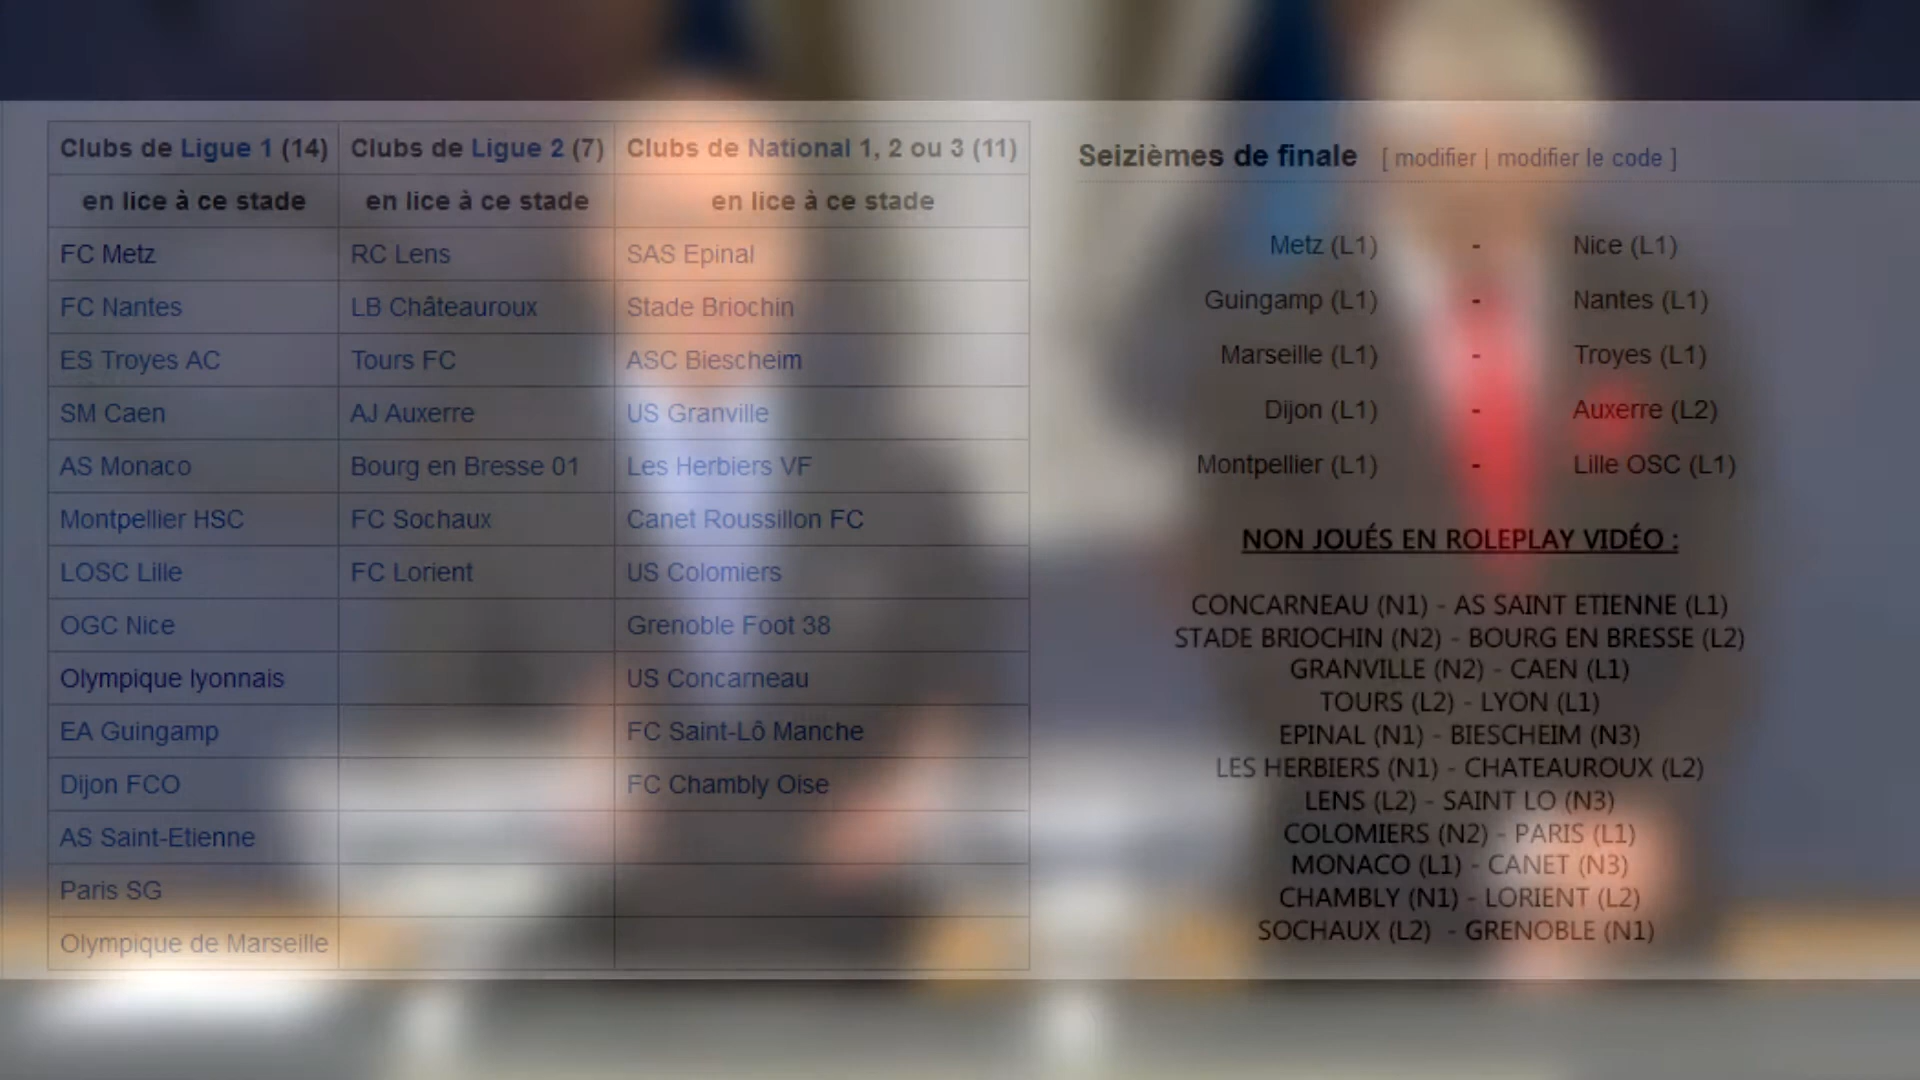 Clubs de Ligue 1 (14) Clubs de Ligue 2 (7) Clubs de National 1, 2 ou 3 (11)
en lice à ce stade en lice à ce stade en lice à ce stade
FC Metz RC Lens SAS Epinal
FC Nantes LB Châteauroux Stade Briochin
ES Troyes AC Tours FC ASC Biescheim
SM Caen AJ Auxerre US Granville
AS Monaco Bourg en Bresse 01 Les Herbiers VF
Montpellier HSC FC Sochaux Canet Roussillon FC
LOSC Lille FC Lorient US Colomiers
OGC Nice Grenoble Foot 38
Olympique lyonnais US Concarneau
EA Guingamp FC Saint-Lô Manche
Dijon FCO FC Chambly Oise
AS Saint-Etienne
Paris SG
Olympique de Marseille
Seizièmes de finale [ modifier | modifier le code ]
Metz (L1) - Nice (L1)
Guingamp (L1) - Nantes (L1)
Marseille (L1) - Troyes (L1)
Dijon (L1) - Auxerre (L2)
Montpellier (L1) - Lille OSC (L1)
NON JOUÉS EN ROLEPLAY VIDÉO :
CONCARNEAU (N1) - AS SAINT ETIENNE (L1)
STADE BRIOCHIN (N2) - BOURG EN BRESSE (L2)
GRANVILLE (N2) - CAEN (L1)
TOURS (L2) - LYON (L1)
EPINAL (N1) - BIESCHEIM (N3)
LES HERBIERS (N1) - CHATEAUROUX (L2)
LENS (L2) - SAINT LO (N3)
COLOMIERS (N2) - PARIS (L1)
MONACO (L1) - CANET (N3)
CHAMBLY (N1) - LORIENT (L2)
SOCHAUX (L2) - GRENOBLE (N1)